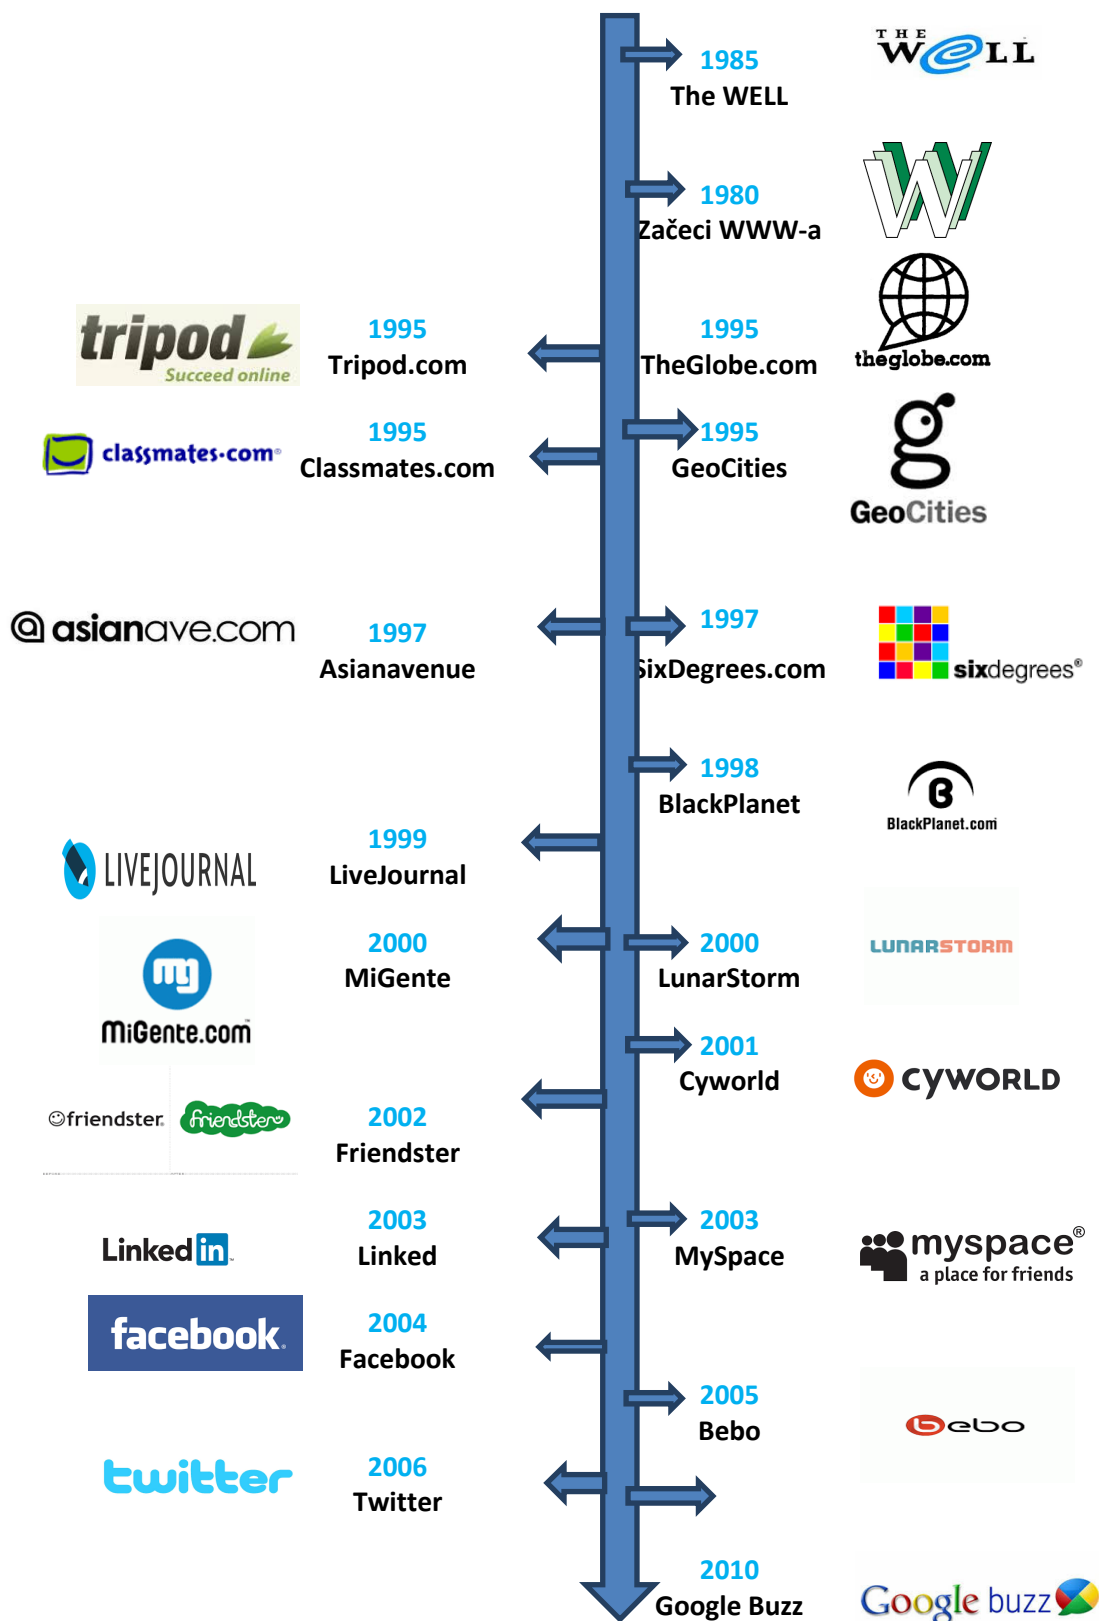 1985
The WELL
THE
WELL
1980
Začeci WWW-a
WWW
tripod
Succeed online
1995
Tripod.com
1995
TheGlobe.com
theglobe.com
classmates.com®
1995
Classmates.com
1995
GeoCities
GeoCities
asianave.com
1997
Asianavenue
1997
SixDegrees.com
sixdegrees®
1998
BlackPlanet
BlackPlanet.com
LIVEJOURNAL
1999
LiveJournal
my
MiGente.com
2000
MiGente
2000
LunarStorm
LUNARSTORM
2001
Cyworld
CYWORLD
friendster
friendster
2002
Friendster
Linked in
2003
Linked
2003
MySpace
myspace®
a place for friends
facebook
2004
Facebook
2005
Bebo
bebo
twitter
2006
Twitter
2010
Google Buzz
Google buzz